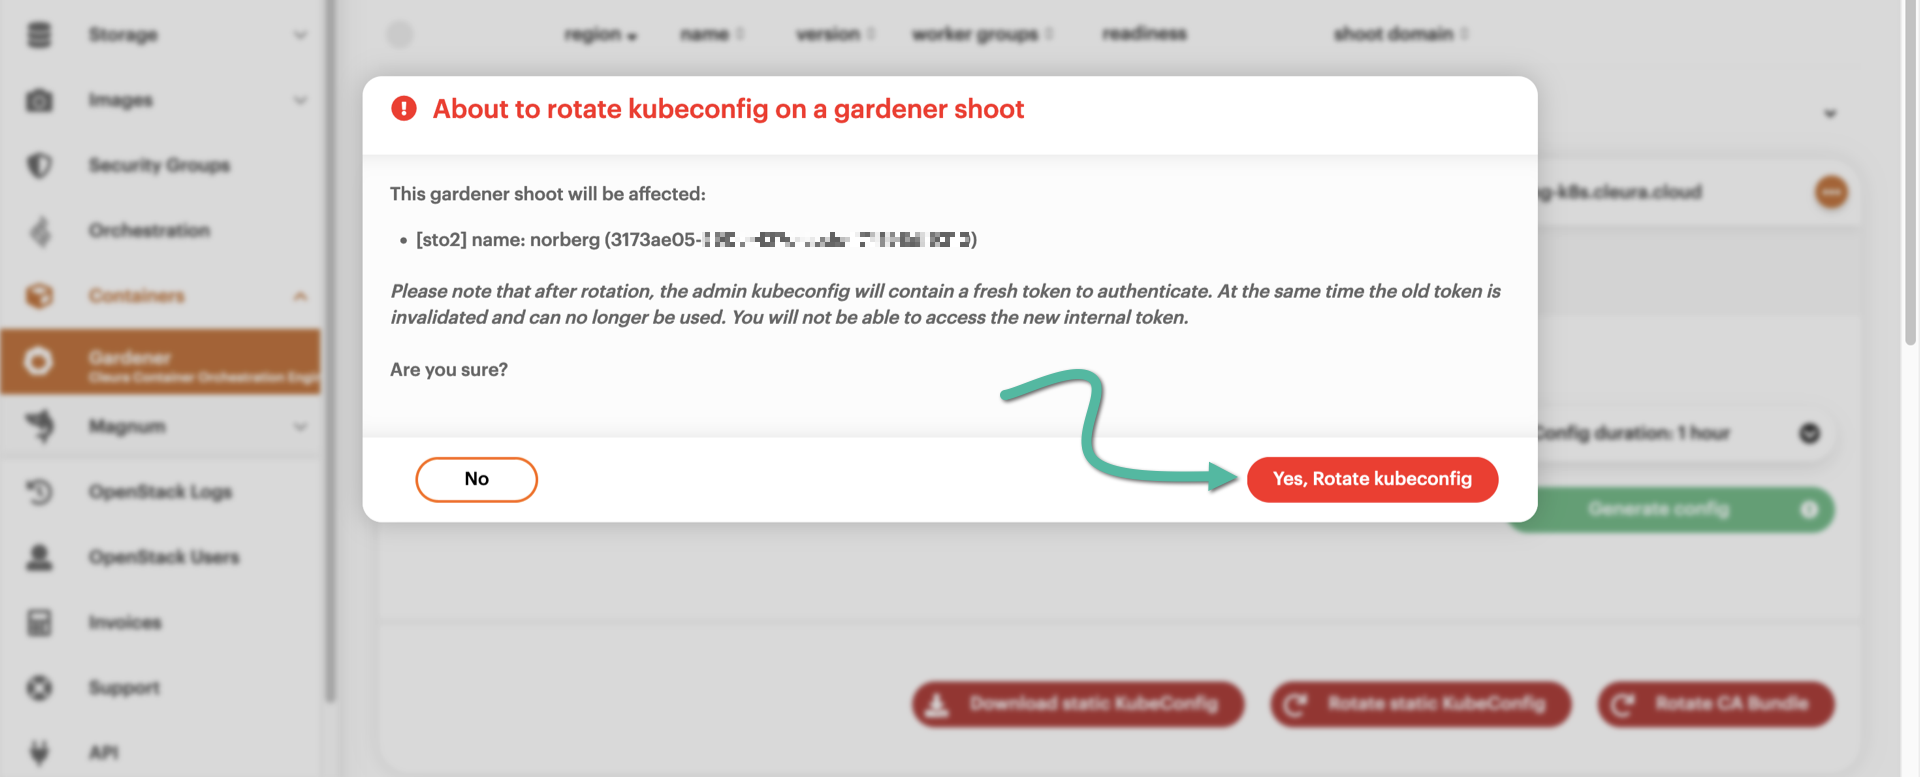 Storage
Images
Security Groups
Orchestration
Containers
Gardener
Cleura Container Orchestration Engin
Magnum
OpenStack Logs
OpenStack Users
Invoices
Support
API
region name version worker groups readiness shoot domain
About to rotate kubeconfig on a gardener shoot
This gardener shoot will be affected:
• [sto2] name: norberg (3173ae05-
Please note that after rotation, the admin kubeconfig will contain a fresh token to authenticate. At the same time the old token is
invalidated and can no longer be used. You will not be able to access the new internal token.
Are you sure?
No
Yes, Rotate kubeconfig
g-k8s.cleura.cloud
Config duration: 1 hour
Generate config
Download static KubeConfig
Rotate static KubeConfig
Rotate CA Bundle